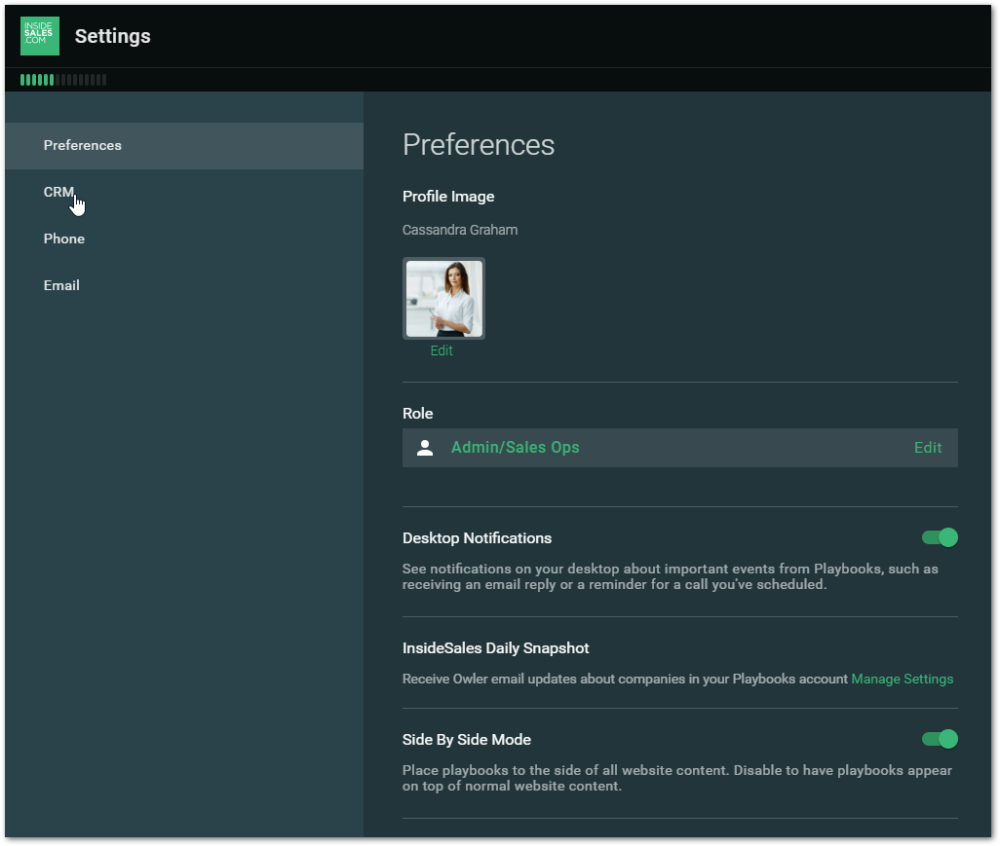 INSIDE
SALES
.COM
Settings
Preferences
CRM
Phone
Email
Preferences
Profile Image
Cassandra Graham
Edit
Role
Admin/Sales Ops
Edit
Desktop Notifications
See notifications on your desktop about important events from Playbooks, such as
receiving an email reply or a reminder for a call you've scheduled.
InsideSales Daily Snapshot
Receive Owler email updates about companies in your Playbooks account Manage Settings
Side By Side Mode
Place playbooks to the side of all website content. Disable to have playbooks appear
on top of normal website content.